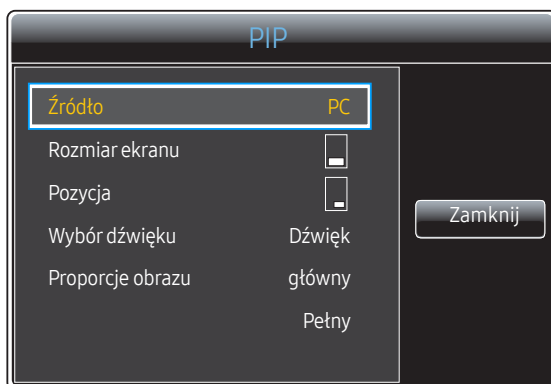 PIP
Źródło PC
Rozmiar ekranu
Pozycja
Wybór dźwięku Dźwięk
Proporcje obrazu główny
Pełny
Zamknij